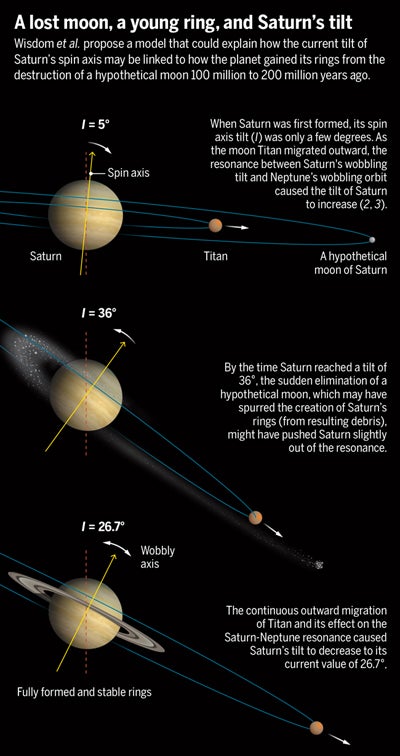 A lost moon, a young ring, and Saturn's tilt
Wisdom et al. propose a model that could explain how the current tilt of
Saturn's spin axis may be linked to how the planet gained its rings from the
destruction of a hypothetical moon 100 million to 200 million years ago.
I = 5°
Spin axis
When Saturn was first formed, its spin
axis tilt (I) was only a few degrees. As
the moon Titan migrated outward, the
resonance between Saturn's wobbling
tilt and Neptune's wobbling orbit
caused the tilt of Saturn
to increase (2, 3).
Saturn
Titan
A hypothetical
moon of Saturn
I = 36°
By the time Saturn reached a tilt of
36°, the sudden elimination of a
hypothetical moon, which may have
spurred the creation of Saturn's
rings (from resulting debris),
might have pushed Saturn slightly
out of the resonance.
I = 26.7°
Wobbly
axis
The continuous outward migration
of Titan and its effect on the
Saturn-Neptune resonance caused
Saturn's tilt to decrease to its
current value of 26.7°.
Fully formed and stable rings